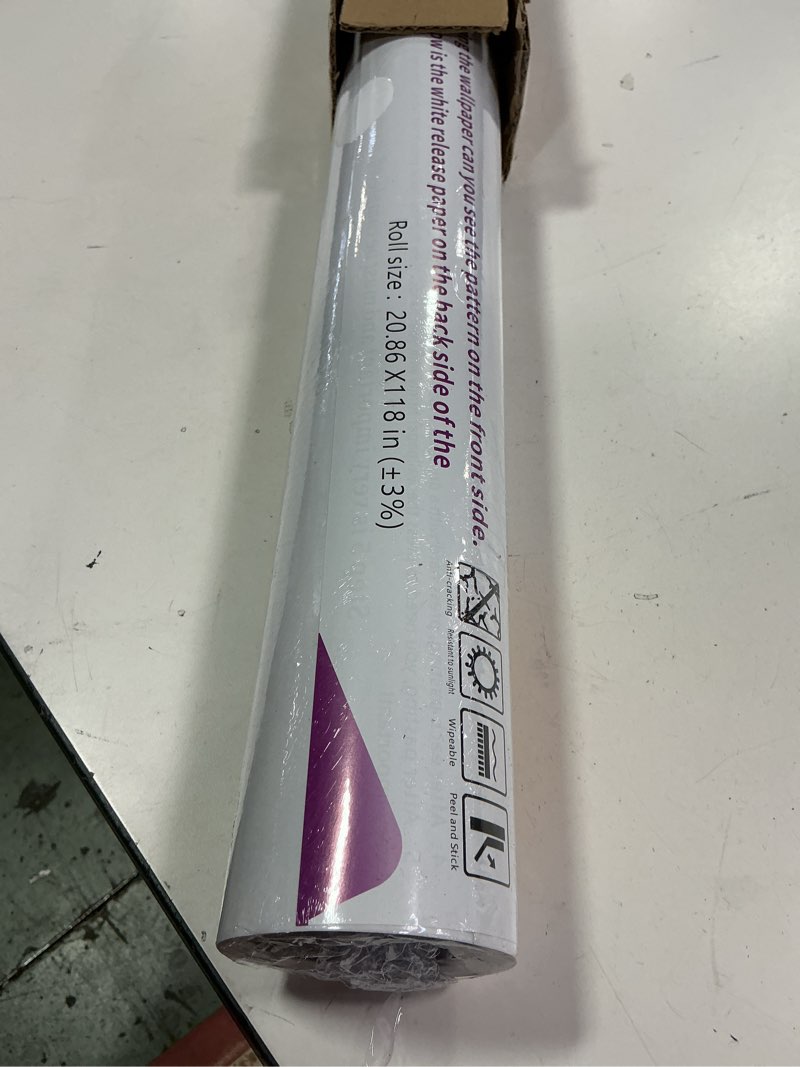 the wallpaper can you see the pattern on the front side.
is the white release paper on the back side of the
Roll size: 20.86 X118 in (±3%)
Anti-cracking
Resistant to sunlight
Wipeable
Peel and Stick